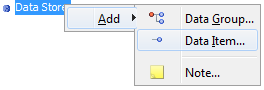 Data Store
Add
Data Group...
Data Item...
Note...